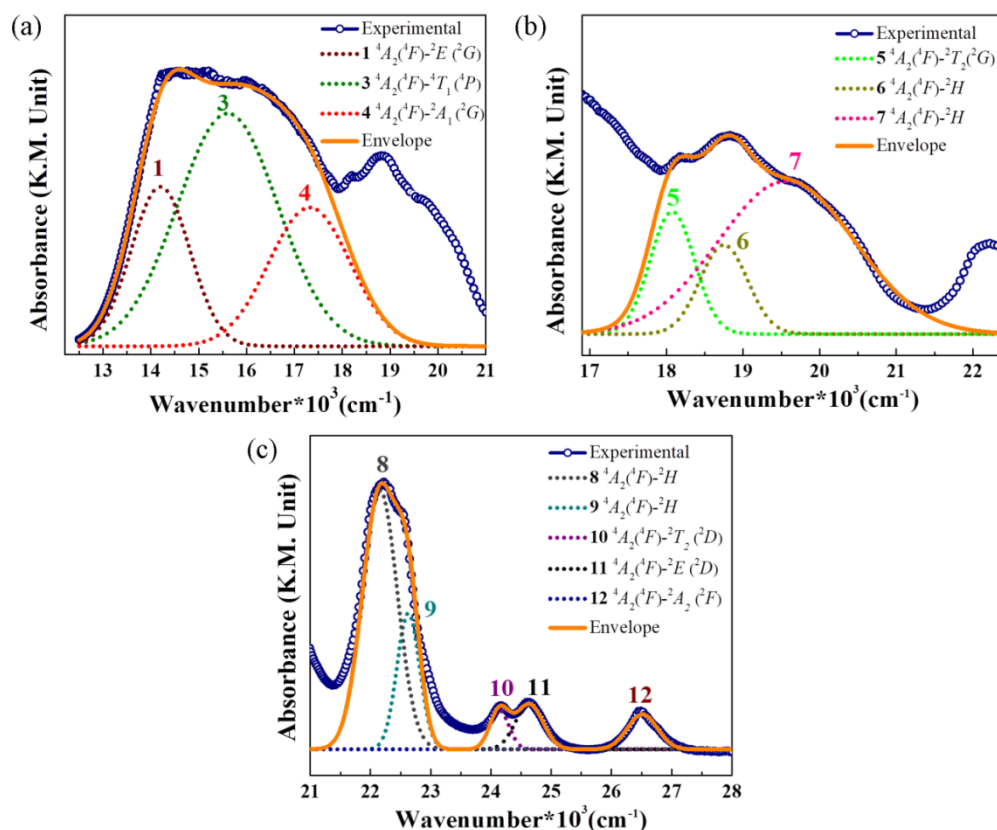 (a)
Experimental
1 ⁴A₂(⁴F)-²E (²G)
3 ⁴A₂(⁴F)-⁴T₁(⁴P)
4 ⁴A₂(⁴F)-²A₁(²G)
Envelope
1
3
4
Absorbance (K.M. Unit)
13 14 15 16 17 18 19 20 21
Wavenumber*10³(cm⁻¹)
(b)
Experimental
5 ⁴A₂(⁴F)-²T₂(²G)
6 ⁴A₂(⁴F)-²H
7 ⁴A₂(⁴F)-²H
Envelope
5
6
7
Absorbance (K.M. Unit)
17 18 19 20 21 22
Wavenumber*10³(cm⁻¹)
(c)
Experimental
8 ⁴A₂(⁴F)-²H
9 ⁴A₂(⁴F)-²H
10 ⁴A₂(⁴F)-²T₂ (²D)
11 ⁴A₂(⁴F)-²E (²D)
12 ⁴A₂(⁴F)-²A₂ (²F)
Envelope
8
9
10
11
12
Absorbance (K.M. Unit)
21 22 23 24 25 26 27 28
Wavenumber*10³(cm⁻¹)